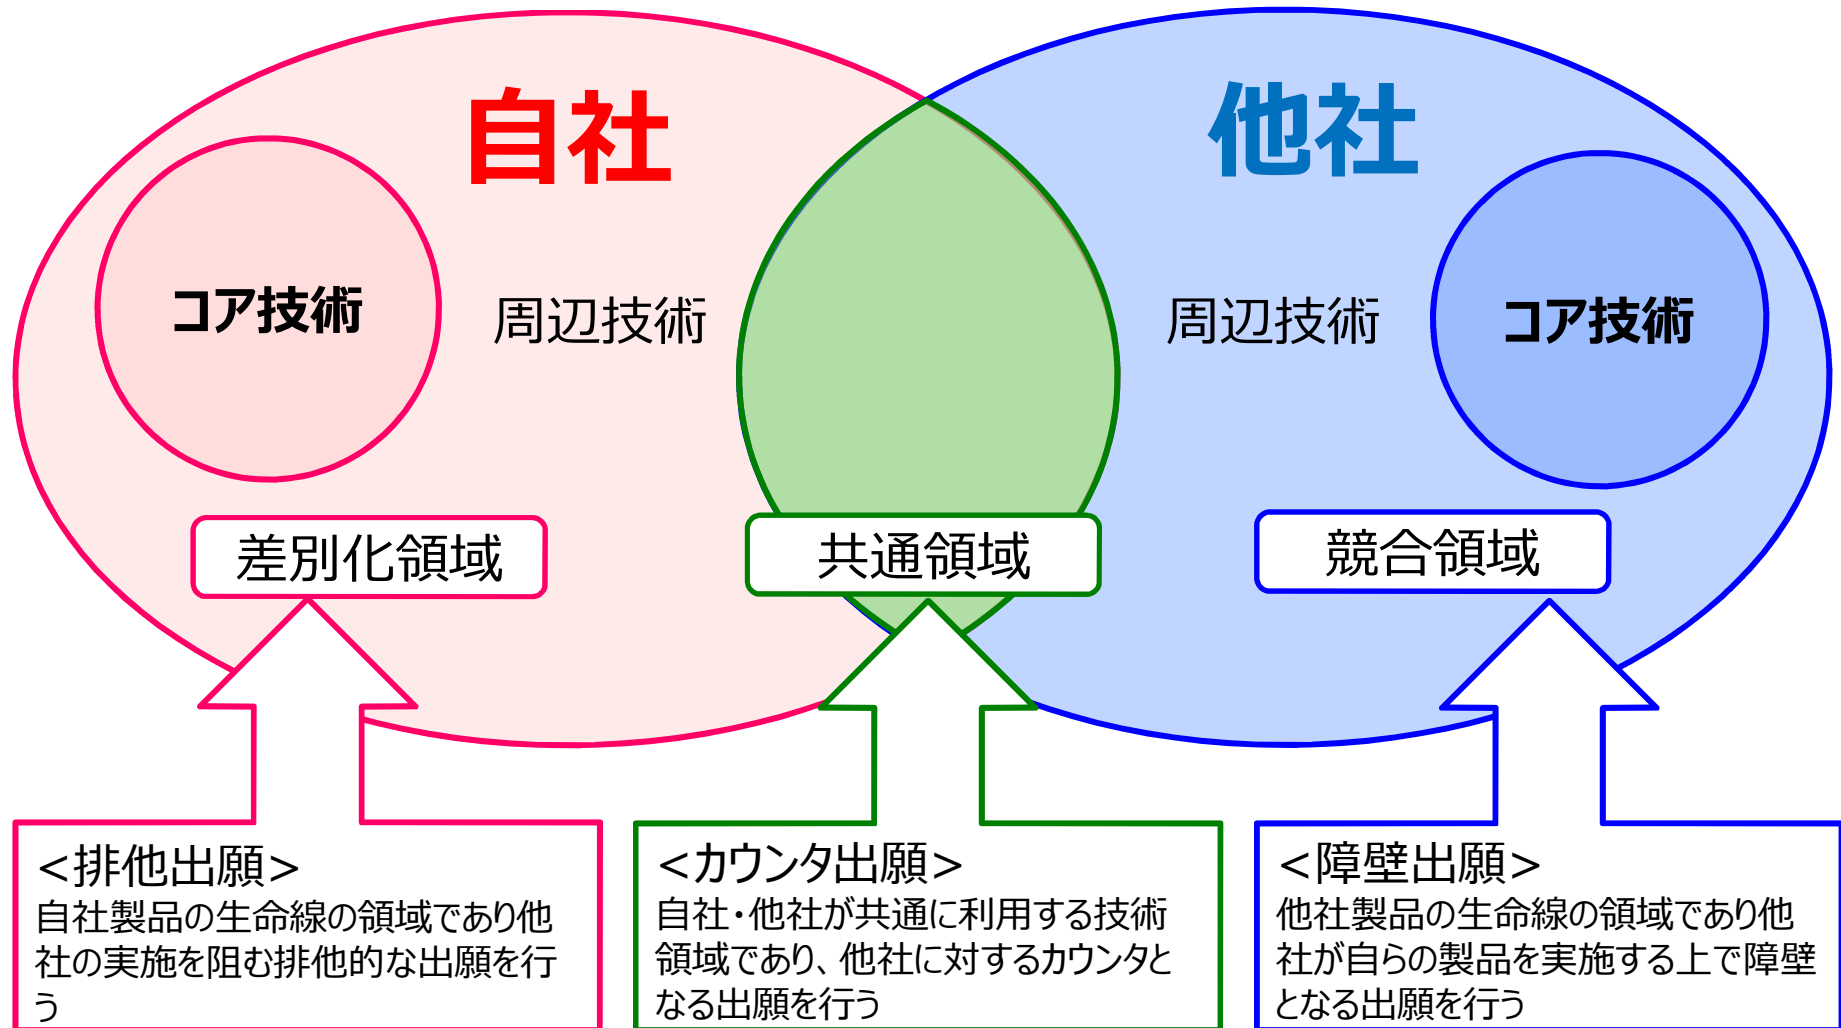 自社
他社
コア技術
周辺技術
周辺技術
コア技術
差別化領域
共通領域
競合領域
<排他出願>
自社製品の生命線の領域であり他
社の実施を阻む排他的な出願を行
う
<カウンタ出願>
自社・他社が共通に利用する技術
領域であり、他社に対するカウンタと
なる出願を行う
<障壁出願>
他社製品の生命線の領域であり他
社が自らの製品を実施する上で障壁
となる出願を行う